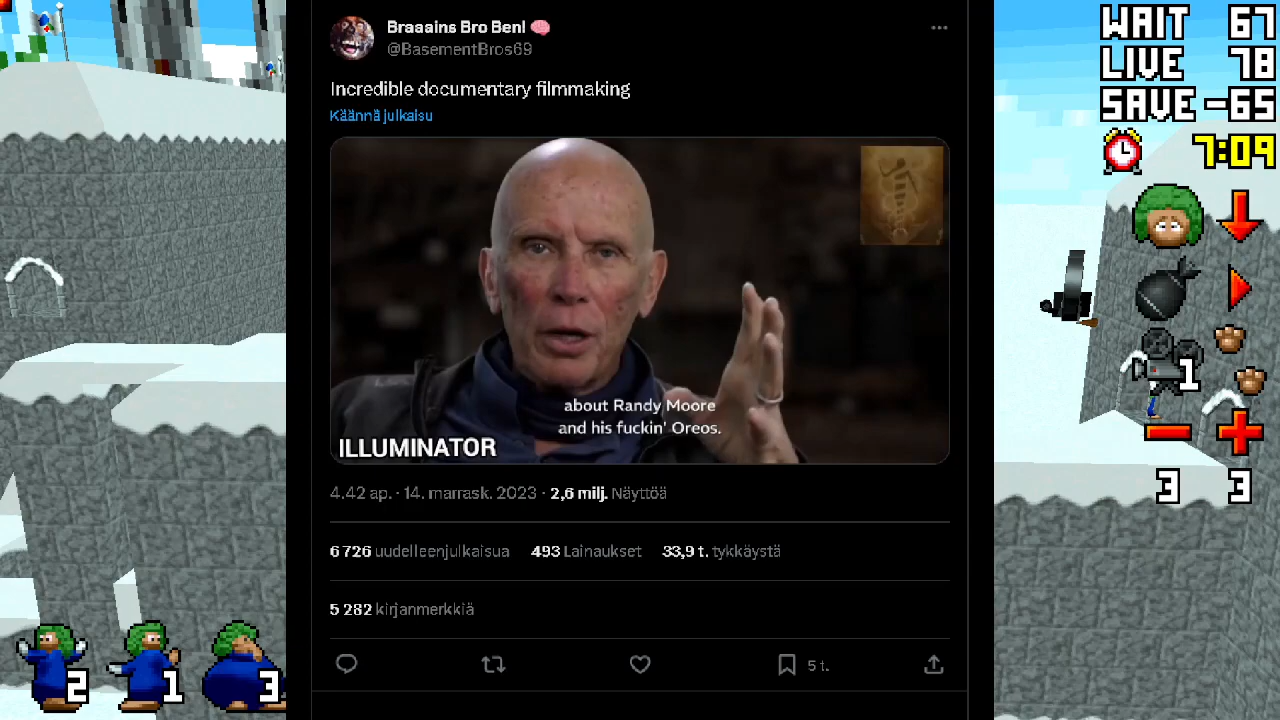 Braaains Bro Benl 🧠
@BasementBros69
Incredible documentary filmmaking
Käännä julkaisu
about Randy Moore
and his fuckin' Oreos.
ILLUMINATOR
4.42 ap. · 14. marrask. 2023 · 2,6 milj. Näyttöä
6 726 uudelleenjulkaisua 493 Lainaukset 33,9 t. tykkäystä
5 282 kirjanmerkkiä
5 t.
WAIT 67
LIVE 78
SAVE -65
7:09
1
3 3
2 1 3